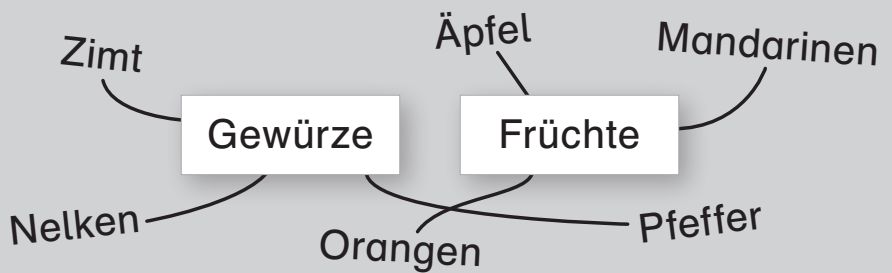 Zimt
Äpfel
Mandarinen
Gewürze
Früchte
Nelken
Orangen
Pfeffer